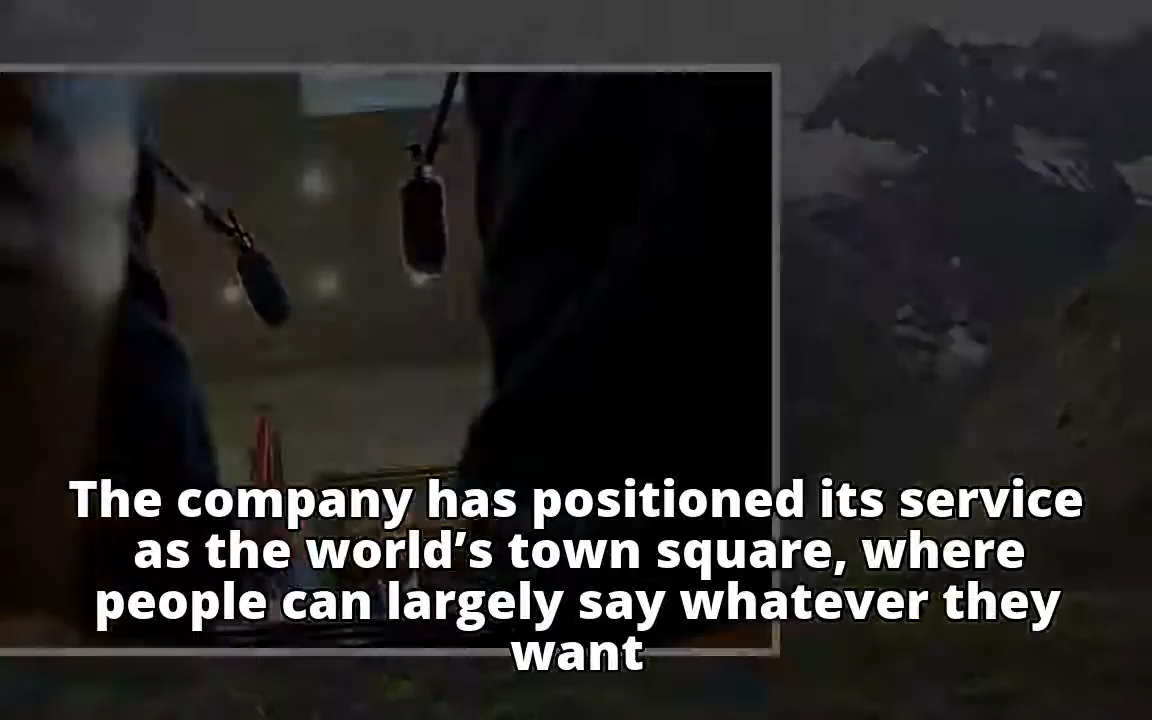 The company has positioned its service
as the world’s town square, where
people can largely say whatever they
want